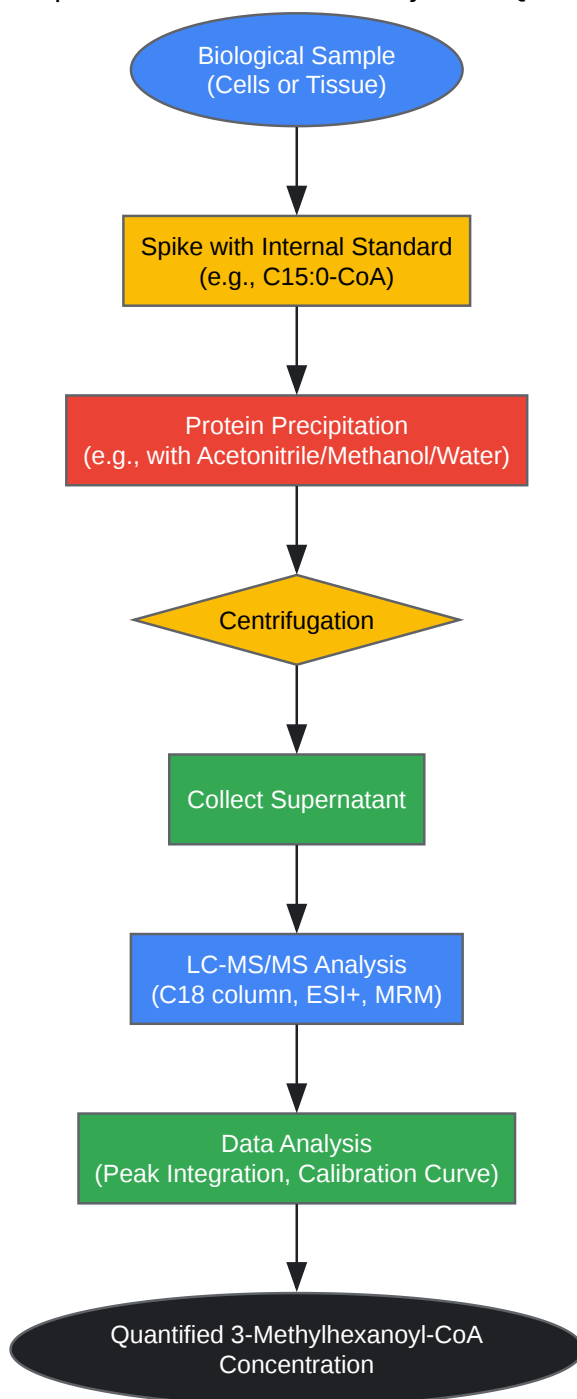 Biological Sample
(Cells or Tissue)
Spike with Internal Standard
(e.g., C15:0-CoA)
Protein Precipitation
(e.g., with Acetonitrile/Methanol/Water)
Centrifugation
Collect Supernatant
LC-MS/MS Analysis
(C18 column, ESI+, MRM)
Data Analysis
(Peak Integration, Calibration Curve)
Quantified 3-Methylhexanoyl-CoA
Concentration